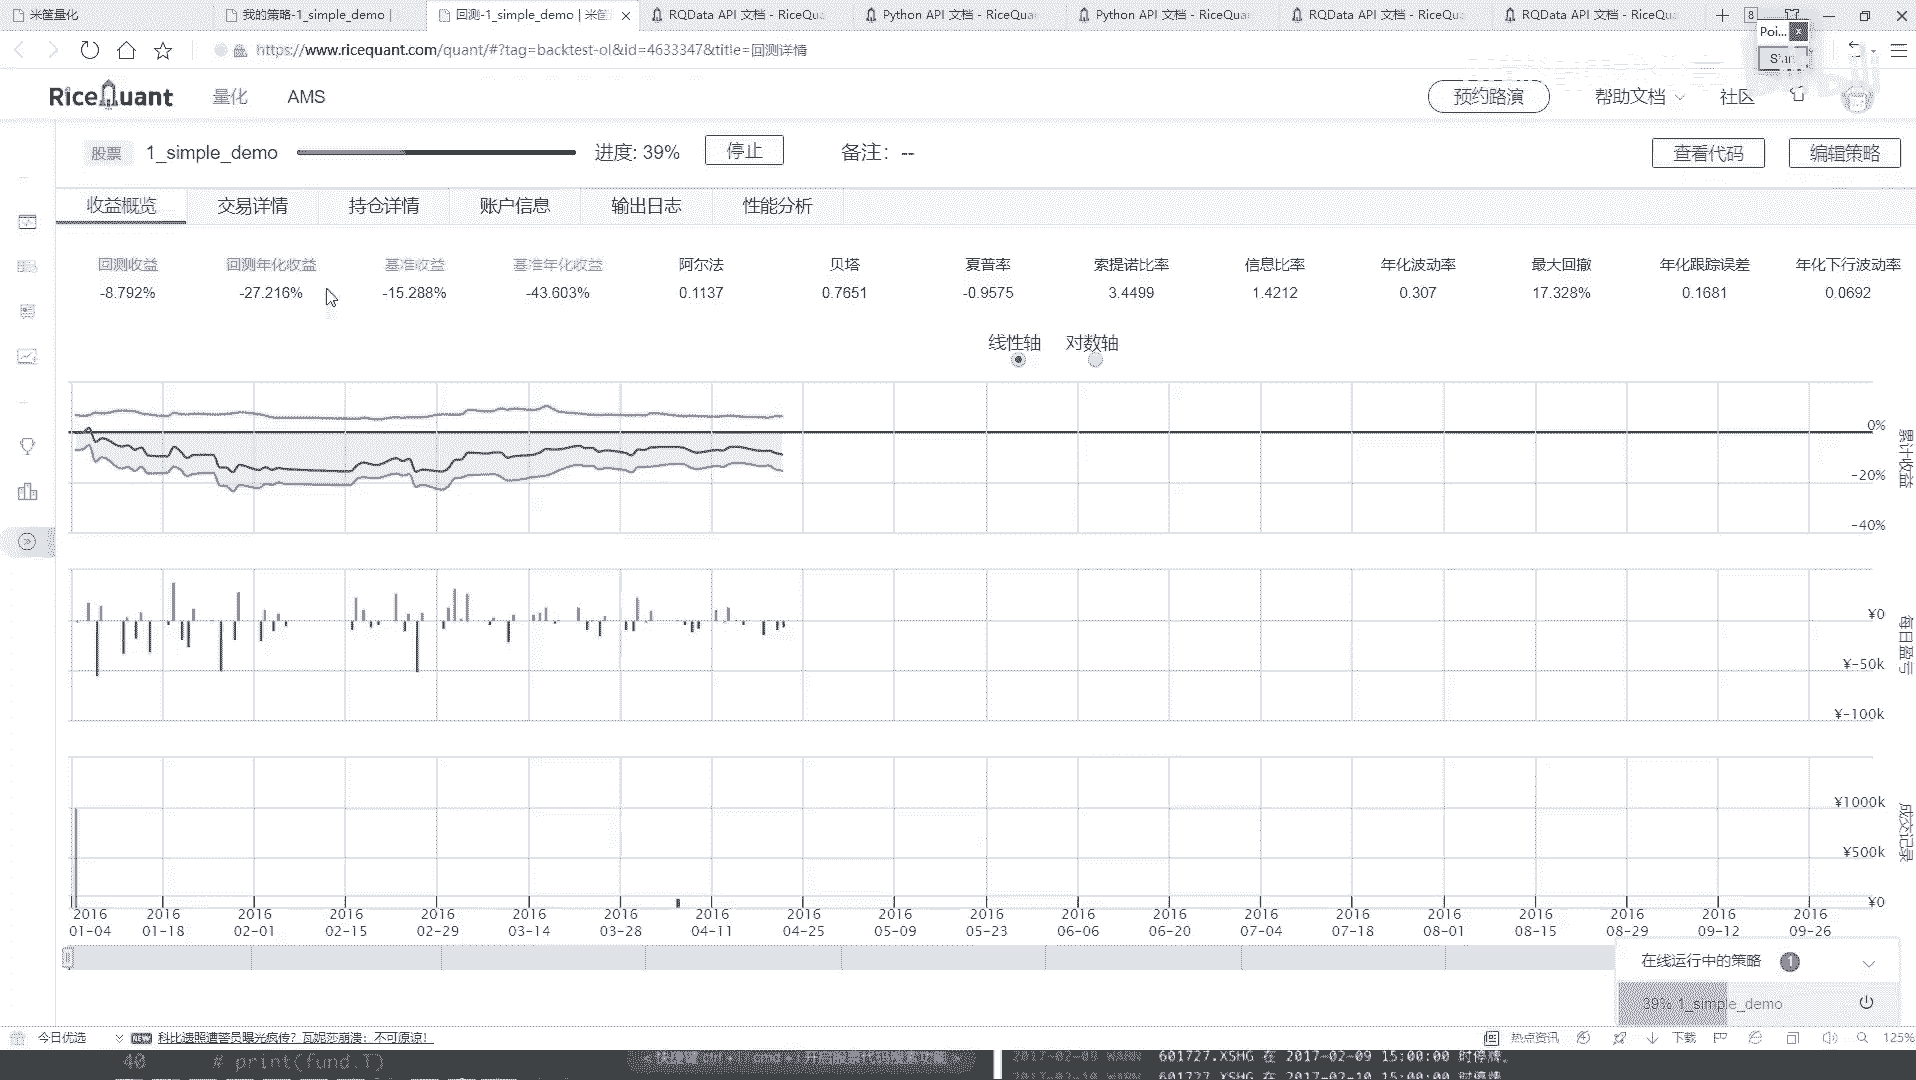 米筐量化
我的策略-1_simple_demo |
回测-1_simple_demo | 米筐
RQData API 文档 - RiceQu
Python API 文档 - RiceQua
Python API 文档 - RiceQua
RQData API 文档 - RiceQu
RQData API 文档 - RiceQu
8
Poi...
https://www.ricequant.com/quant/#?tag=backtest-ol&id=4633347&title=回测详情
RiceQuant
量化
AMS
预约路演
帮助文档
社区
股票
1_simple_demo
进度: 39%
停止
备注: --
查看代码
编辑策略
收益概览
交易详情
持仓详情
账户信息
输出日志
性能分析
回测收益 回测年化收益 基准收益 基准年化收益 阿尔法 贝塔 夏普率 索提诺比率 信息比率 年化波动率 最大回撤 年化跟踪误差 年化下行波动率
-8.792% -27.216% -15.288% -43.603% 0.1137 0.7651 -0.9575 3.4499 1.4212 0.307 17.328% 0.1681 0.0692
线性轴 对数轴
0%
-20%
-40%
累计收益
¥0
¥-50k
¥-100k
每日盈亏
¥1000k
¥500k
¥0
成交记录
2016 2016 2016 2016 2016 2016 2016 2016 2016 2016 2016 2016 2016 2016 2016 2016 2016 2016 2016 2016
01-04 01-18 02-01 02-15 02-29 03-14 03-28 04-11 04-25 05-09 05-23 06-06 06-20 07-04 07-18 08-01 08-15 08-29 09-12 09-26
在线运行中的策略 1
39% 1_simple_demo
今日优选
NEW
科比遗照遭警员曝光疯传？瓦妮莎崩溃：不可原谅！
热点资讯
下载
125%
40 # print(fund.T)
2017-02-09 WARN 601727.XSHG 在 2017-02-09 15:00:00 时停牌。
2017-02-10 WARN 601727.XSHG 在 2017-02-10 15:00:00 时停牌。